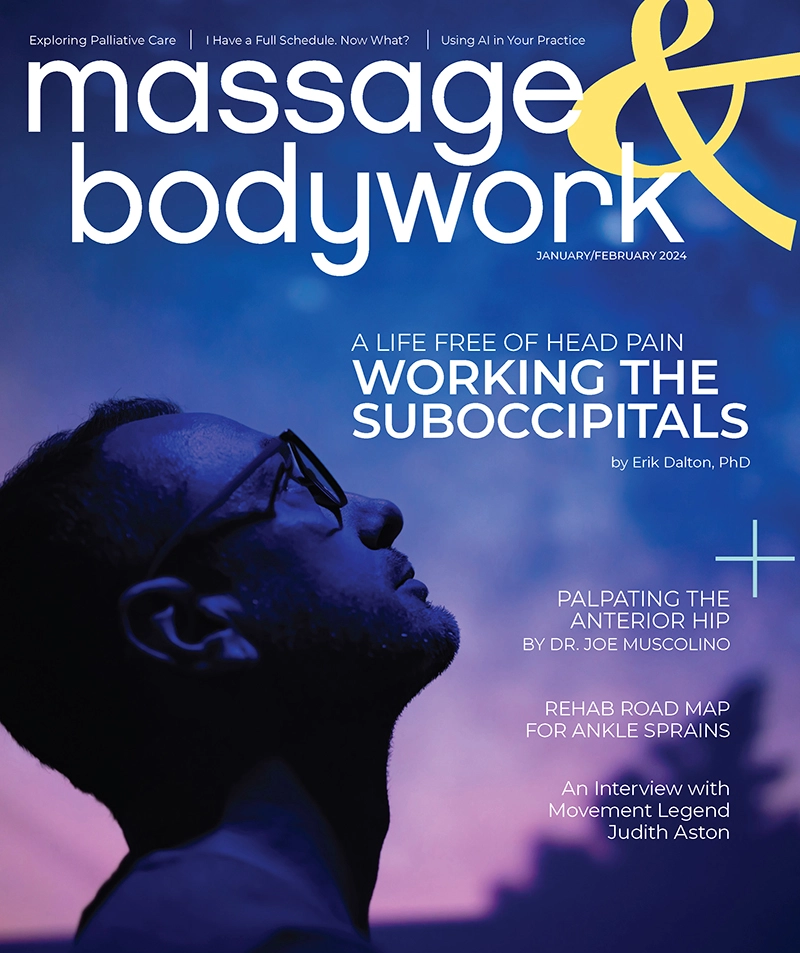 Exploring Palliative Care | I Have a Full Schedule. Now What? | Using AI in Your Practice
massage &
bodywork
JANUARY/FEBRUARY 2024
A LIFE FREE OF HEAD PAIN
WORKING THE
SUBOCCIPITALS
by Erik Dalton, PhD
PALPATING THE
ANTERIOR HIP
BY DR. JOE MUSCOLINO
REHAB ROAD MAP
FOR ANKLE SPRAINS
An Interview with
Movement Legend
Judith Aston